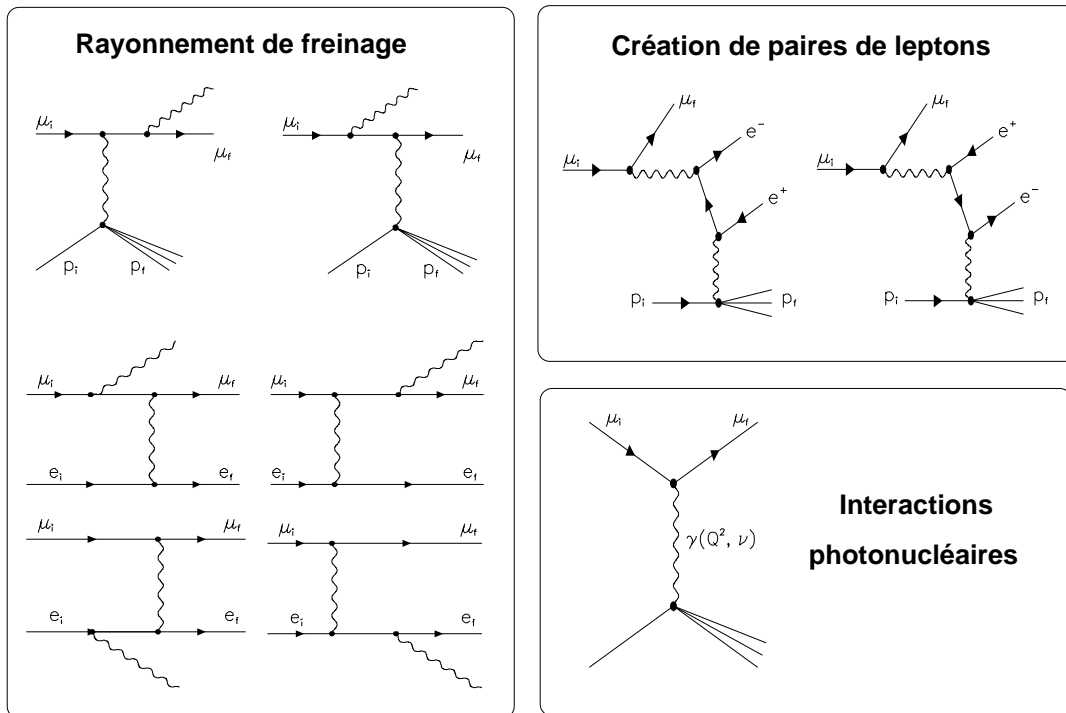 Rayonnement de freinage
μi μf
pi pf
μi μf
pi pf
μi μf
ei ef
μi μf
ei ef
μi μf
ei ef
μi μf
ei ef
Création de paires de leptons
μi μf e⁻
e⁺
pi pf
μi μf e⁺
e⁻
pi pf
μi μf
γ(Q², ν)
Interactions
photonucléaires